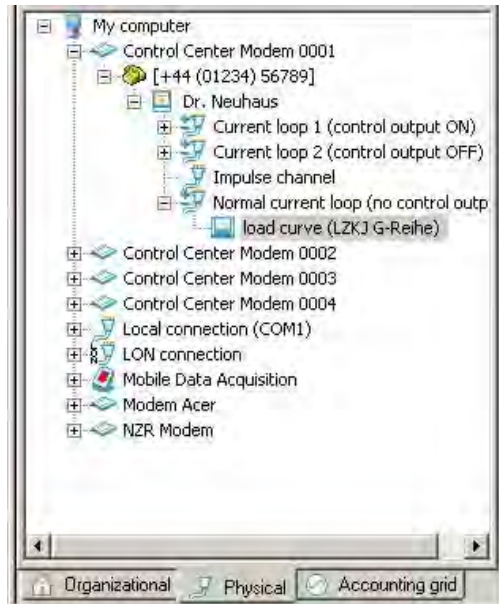 My computer
Control Center Modem 0001
[+44 (01234) 56789]
Dr. Neuhaus
Current loop 1 (control output ON)
Current loop 2 (control output OFF)
Impulse channel
Normal current loop (no control outp
load curve (LZKJ G-Reihe)
Control Center Modem 0002
Control Center Modem 0003
Control Center Modem 0004
Local connection (COM1)
LON connection
Mobile Data Acquisition
Modem Acer
NZR Modem
Organizational Physical Accounting grid